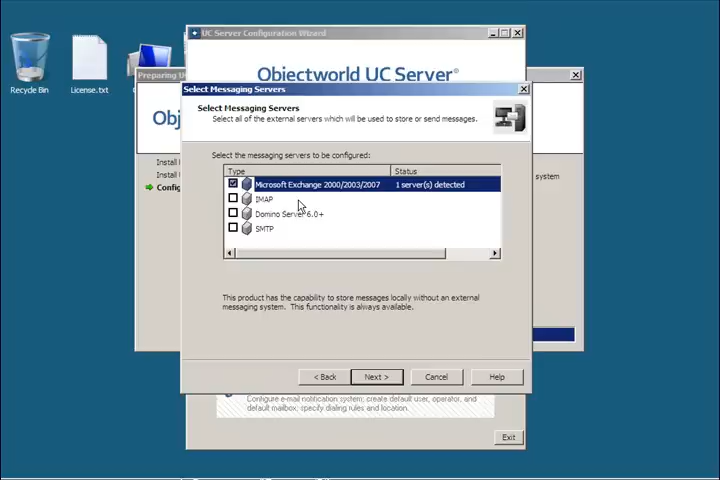 UC Server Configuration Wizard
Objectworld UC Server®
Recycle Bin
License.txt
Preparing U
Select Messaging Servers
Select Messaging Servers
Select all of the external servers which will be used to store or send messages.
Obj
Install
Install
Config
system
Select the messaging servers to be configured:
Type Status
Microsoft Exchange 2000/2003/2007 1 server(s) detected
IMAP
Domino Server 6.0+
SMTP
This product has the capability to store messages locally without an external
messaging system. This functionality is always available.
< Back Next > Cancel Help
Configure e-mail notification system; create default user, operator, and
default mailbox; specify dialing rules and location.
Exit